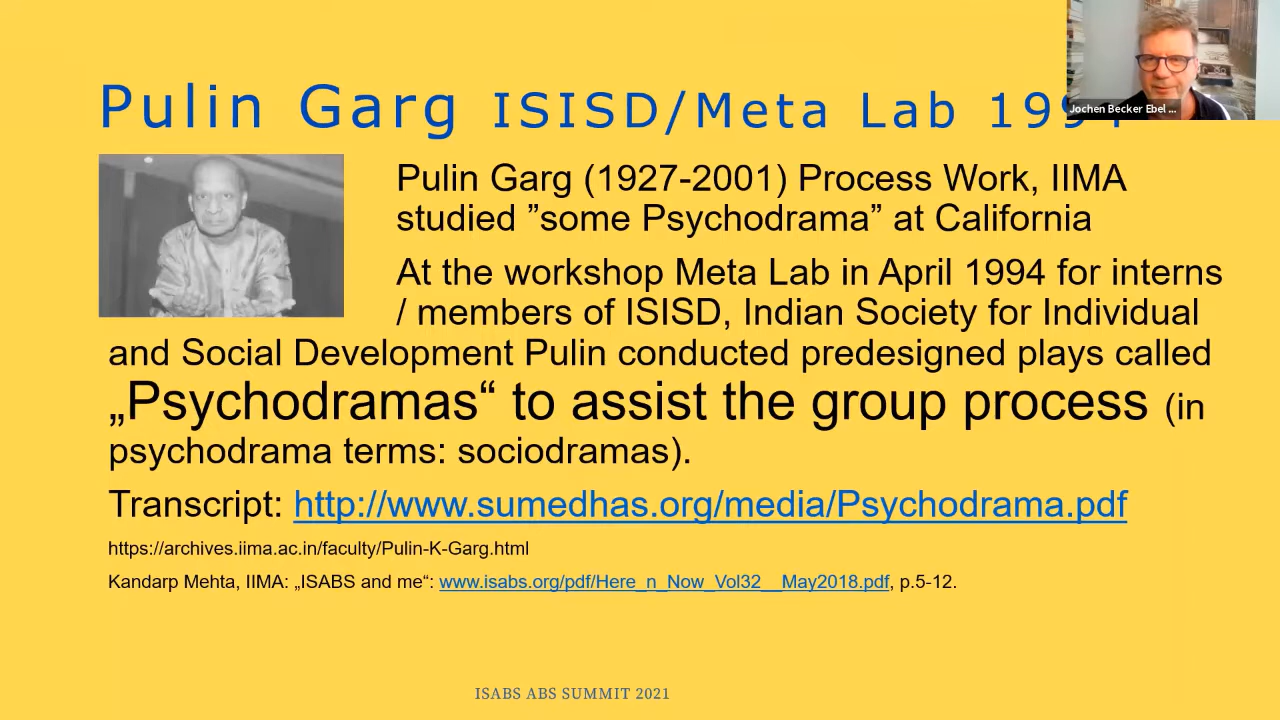 Pulin Garg ISISD/Meta Lab 199
Jochen Becker Ebel ...
Pulin Garg (1927-2001) Process Work, IIMA
studied ”some Psychodrama” at California
At the workshop Meta Lab in April 1994 for interns
/ members of ISISD, Indian Society for Individual
and Social Development Pulin conducted predesigned plays called
„Psychodramas“ to assist the group process (in
psychodrama terms: sociodramas).
Transcript: http://www.sumedhas.org/media/Psychodrama.pdf
https://archives.iima.ac.in/faculty/Pulin-K-Garg.html
Kandarp Mehta, IIMA: „ISABS and me“: www.isabs.org/pdf/Here_n_Now_Vol32__May2018.pdf, p.5-12.
ISABS ABS SUMMIT 2021